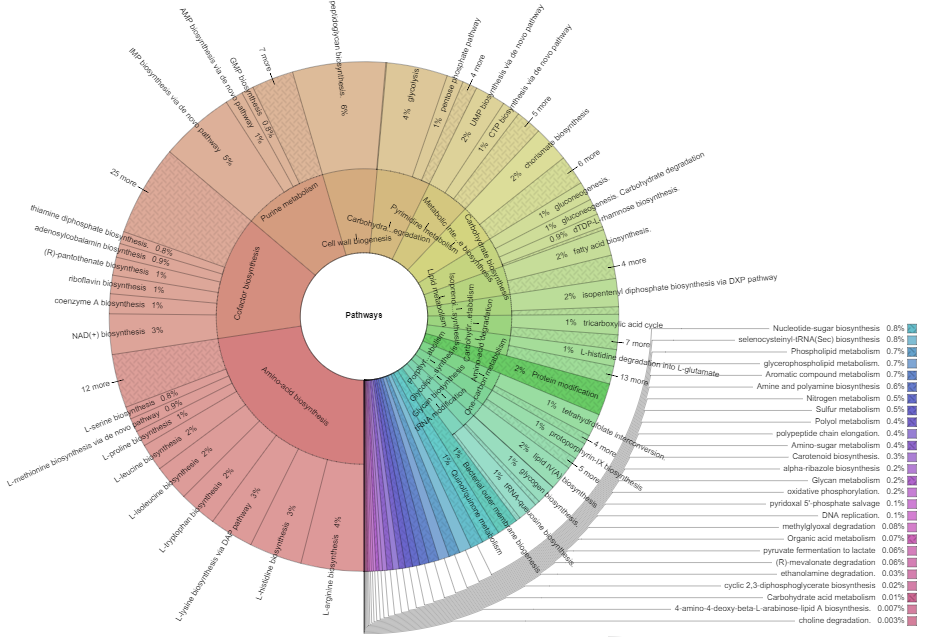 peptidoglycan biosynthesis. 6%
AMP biosynthesis via de novo pathway 1%
GMP biosynthesis 0.8%
7 more
IMP biosynthesis via de novo pathway 5%
glycolysis 4%
pentose phosphate pathway 1%
4 more
UMP biosynthesis via de novo pathway 2%
CTP biosynthesis via de novo pathway 1%
5 more
chorismate biosynthesis 2%
6 more
1% gluconeogenesis.
1% gluconeogenesis. Carbohydrate degradation
0.9% dTDP-L-rhamnose biosynthesis.
2% fatty acid biosynthesis.
4 more
2% isopentenyl diphosphate biosynthesis via DXP pathway
1% tricarboxylic acid cycle
7 more
1% L-histidine degradation into L-glutamate
13 more
2% Protein modification
1% tetrahydrofolate interconversion
4 more
1% protoporphyrin-IX biosynthesis
5 more
2% lipid IV(A) biosynthesis
1% glycogen biosynthesis.
1% tRNA-queuosine biosynthesis.
1% Bacterial outer membrane biogenesis
1% Quinol/quinone metabolism
25 more
thiamine diphosphate biosynthesis. 0.8%
adenosylcobalamin biosynthesis 0.9%
(R)-pantothenate biosynthesis 1%
riboflavin biosynthesis 1%
coenzyme A biosynthesis 1%
NAD(+) biosynthesis 3%
12 more
L-serine biosynthesis 0.8%
L-methionine biosynthesis via de novo pathway 0.9%
L-proline biosynthesis 1%
L-leucine biosynthesis 2%
L-isoleucine biosynthesis 2%
L-tryptophan biosynthesis 2%
L-lysine biosynthesis via DAP pathway 3%
L-histidine biosynthesis 3%
L-arginine biosynthesis 4%
Purine metabolism
Cell wall biogenesis
Carbohydra...egradation
Pyrimidine metabolism
Metabolic inte...e biosynthesis
Carbohydrate biosynthesis
Lipid metabolism
Isopreno...synthesis
Carbohydr...etabolism
Amino-acid degradation
One-carbon metabolism
Porphyr...tabolism
Glycolipi...synthesis
Glycan biosynthesis
tRNA modification
Cofactor biosynthesis
Amino-acid biosynthesis
Pathways
Nucleotide-sugar biosynthesis 0.8%
selenocysteinyl-tRNA(Sec) biosynthesis 0.8%
Phospholipid metabolism 0.7%
glycerophospholipid metabolism. 0.7%
Aromatic compound metabolism 0.7%
Amine and polyamine biosynthesis 0.6%
Nitrogen metabolism 0.5%
Sulfur metabolism 0.5%
Polyol metabolism 0.4%
polypeptide chain elongation. 0.4%
Amino-sugar metabolism 0.4%
Carotenoid biosynthesis. 0.3%
alpha-ribazole biosynthesis 0.2%
Glycan metabolism 0.2%
oxidative phosphorylation. 0.2%
pyridoxal 5'-phosphate salvage 0.1%
DNA replication. 0.1%
methylglyoxal degradation 0.08%
Organic acid metabolism 0.07%
pyruvate fermentation to lactate 0.06%
(R)-mevalonate degradation 0.06%
ethanolamine degradation. 0.03%
cyclic 2,3-diphosphoglycerate biosynthesis 0.02%
Carbohydrate acid metabolism 0.01%
4-amino-4-deoxy-beta-L-arabinose-lipid A biosynthesis. 0.007%
choline degradation. 0.003%